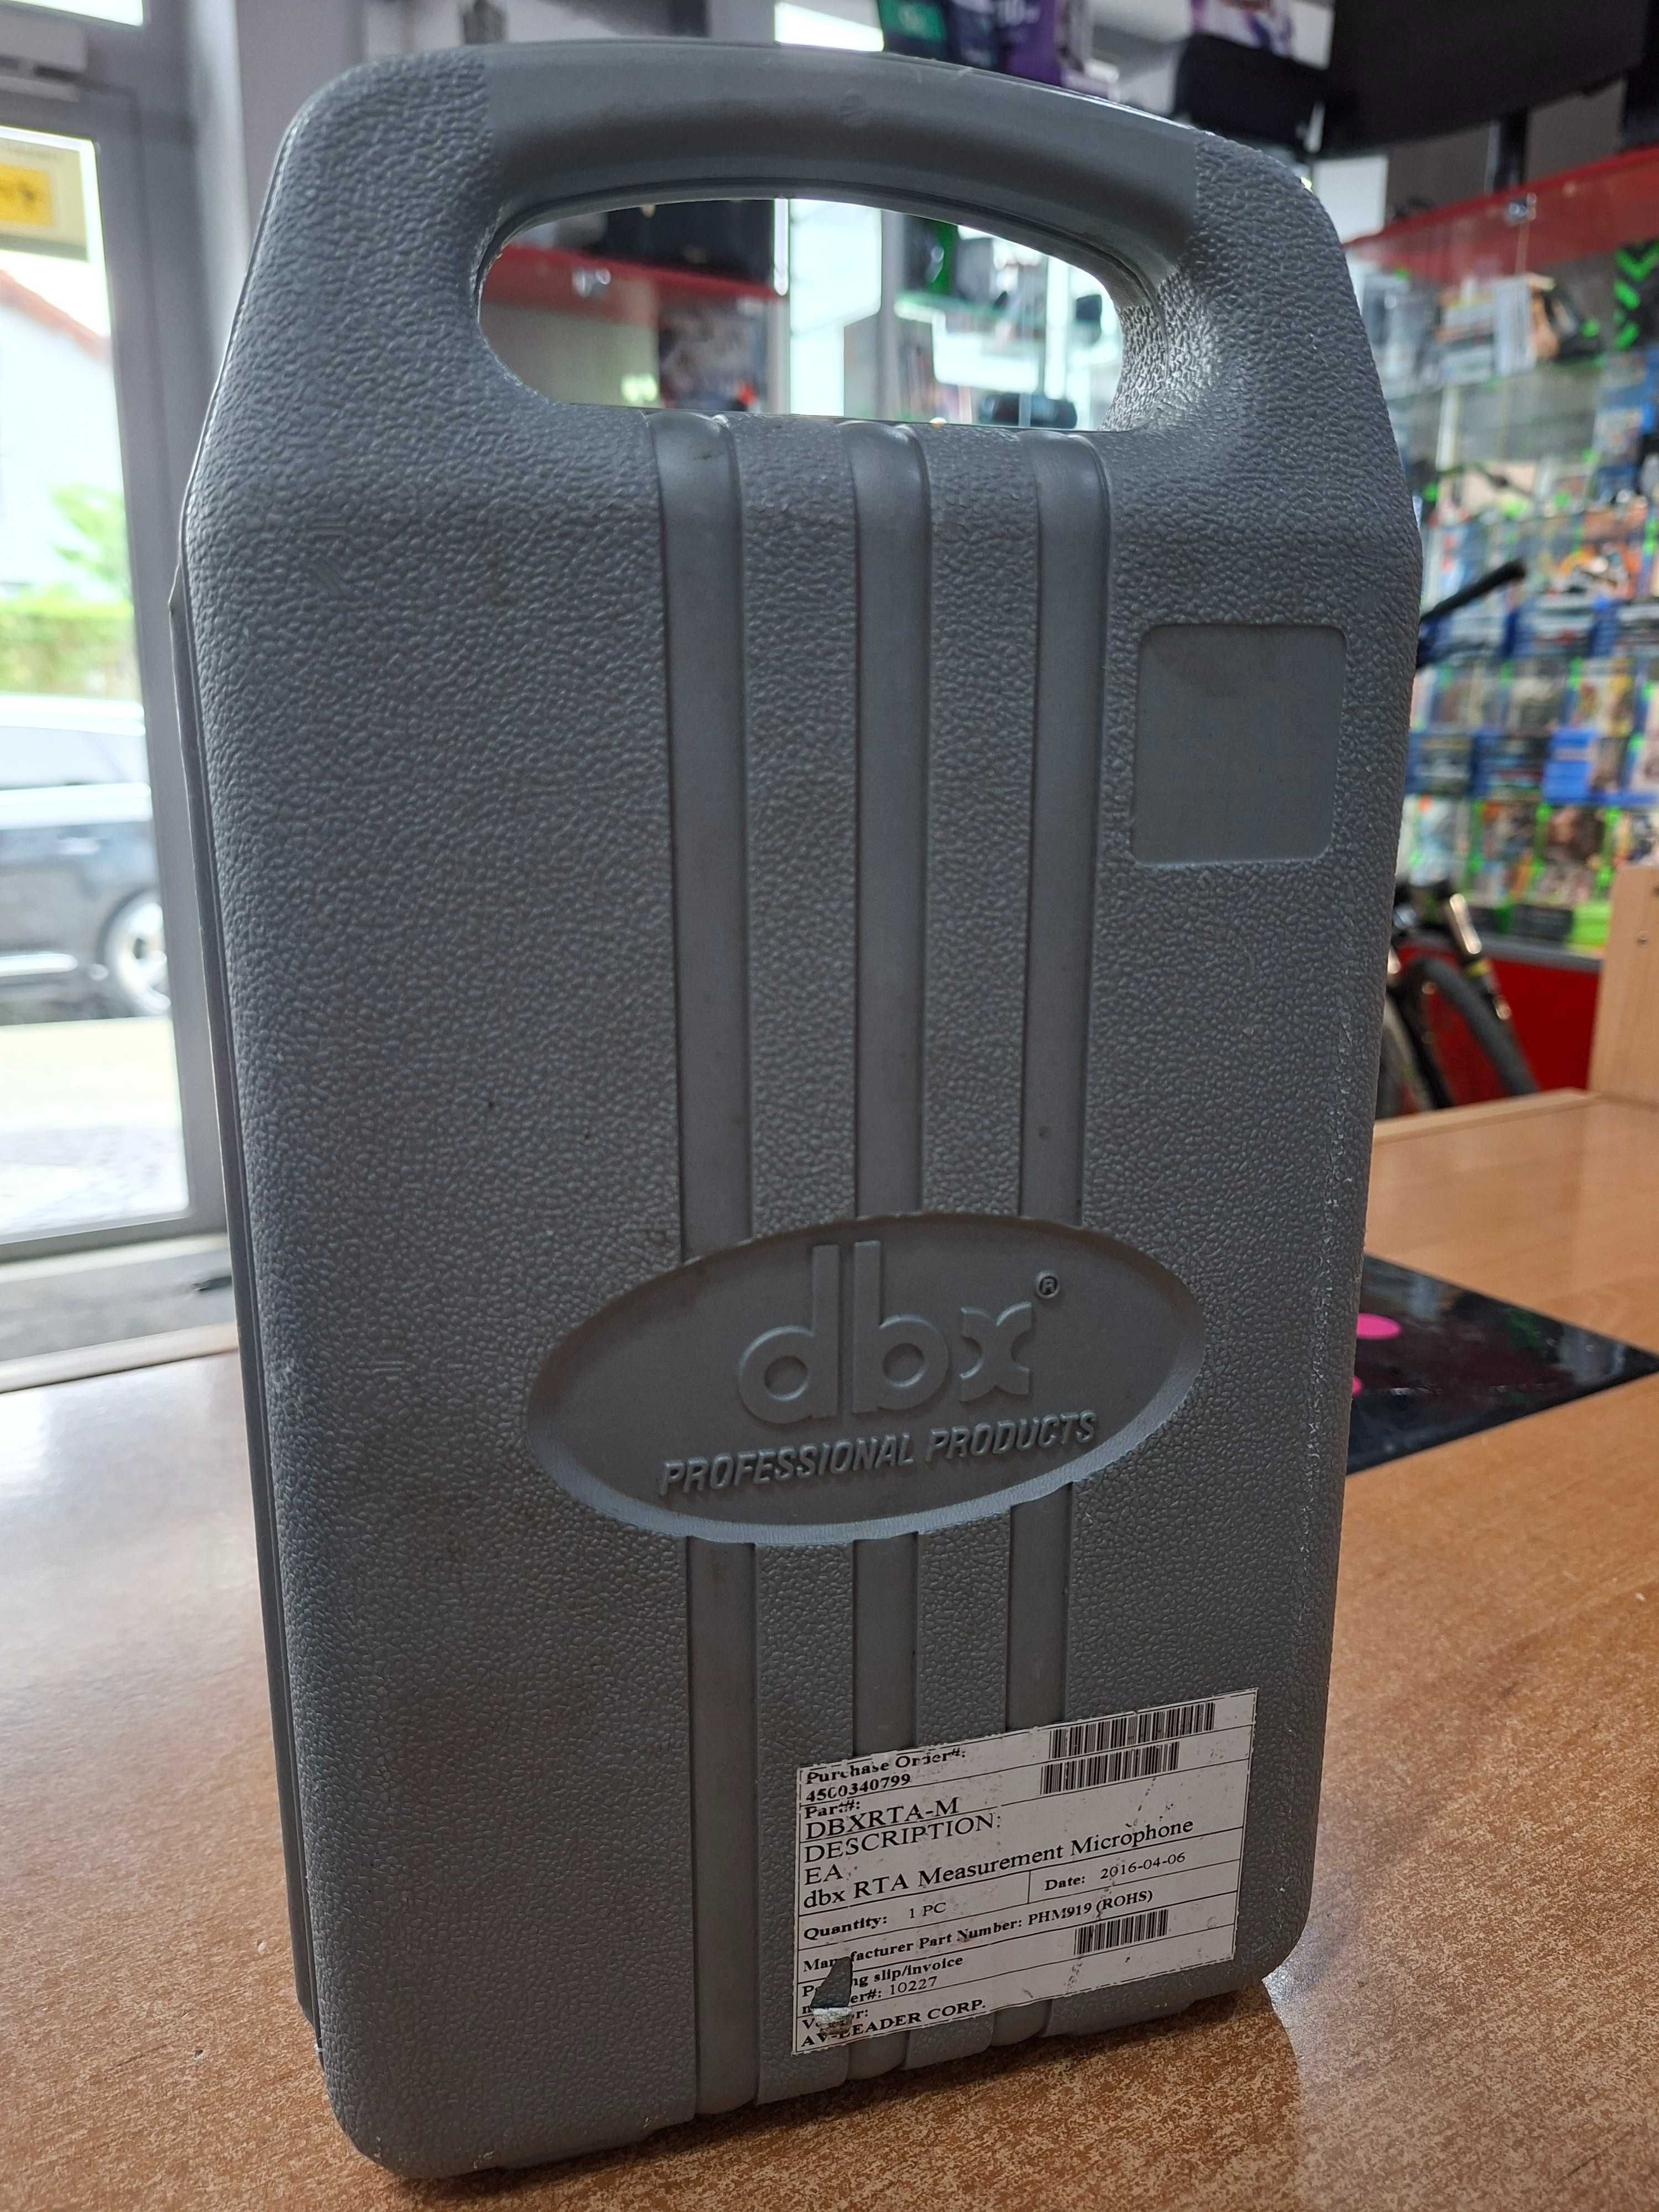 dbx®
PROFESSIONAL PRODUCTS
Purchase Order#:
4500340799
Part#:
DBXRTA-M
DESCRIPTION:
EA
dbx RTA Measurement Microphone
Quantity: 1 PC
Date: 2016-04-06
Manufacturer Part Number: PHM919 (ROHS)
slip/invoice
10227
AV-LEADER CORP.